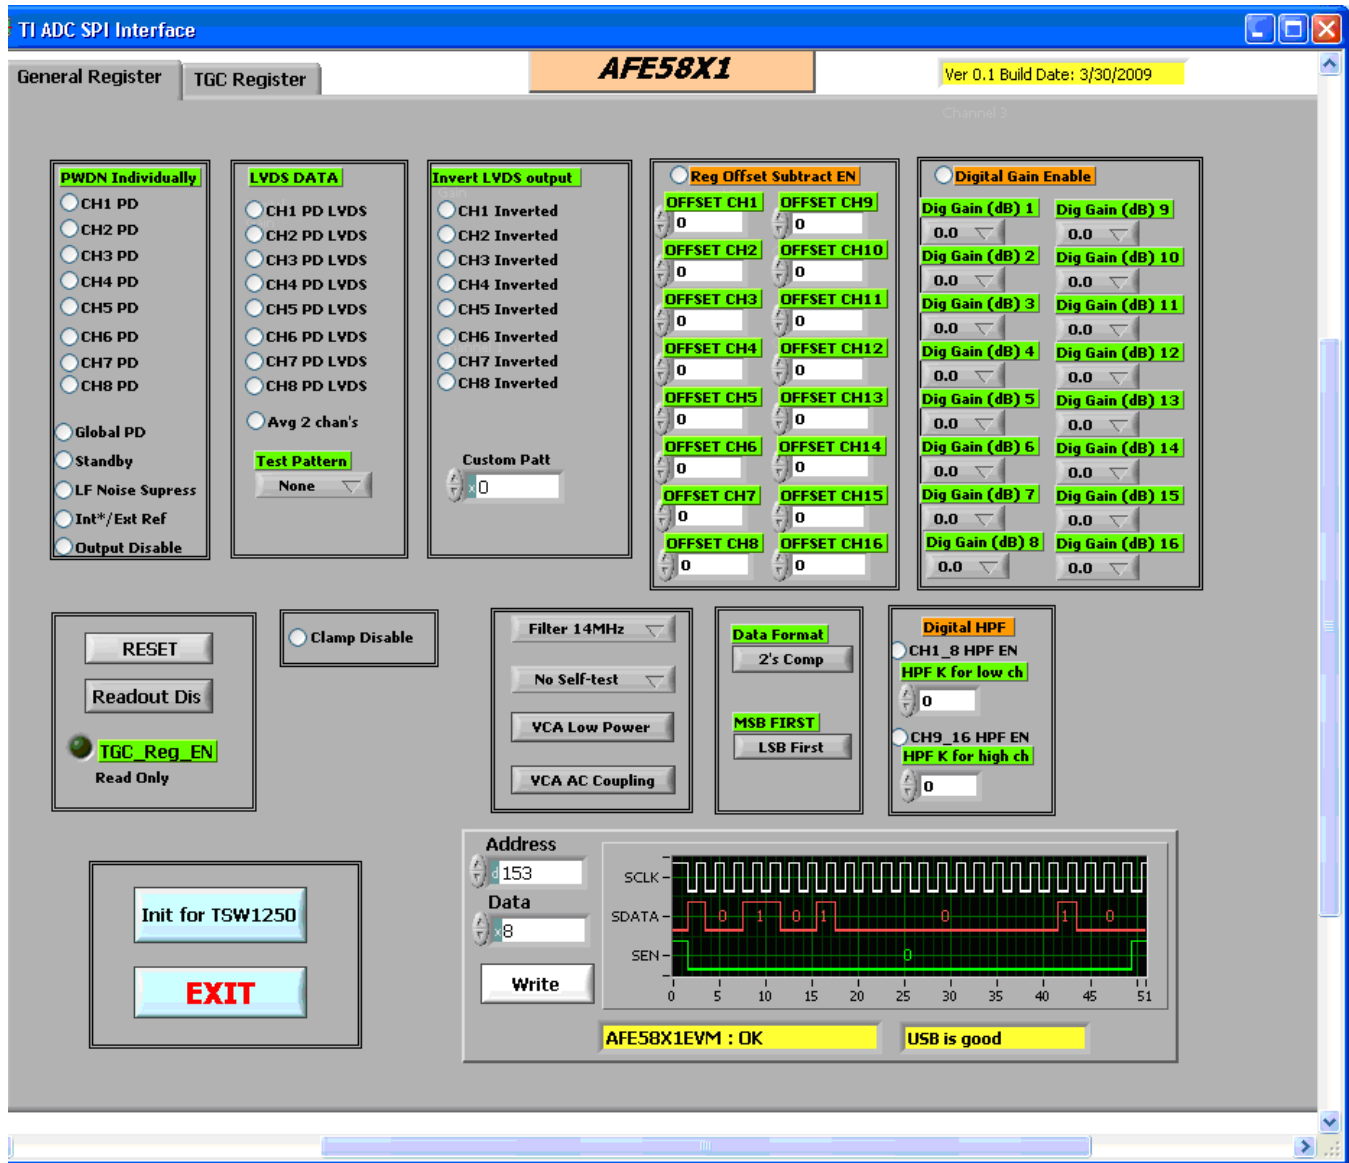 TI ADC SPI Interface
General Register
TGC Register
AFE58X1
Ver 0.1 Build Date: 3/30/2009
Channel 3
PWDN Individually
CH1 PD
CH2 PD
CH3 PD
CH4 PD
CH5 PD
CH6 PD
CH7 PD
CH8 PD
Global PD
Standby
LF Noise Supress
Int*/Ext Ref
Output Disable
LVDS DATA
CH1 PD LVDS
CH2 PD LVDS
CH3 PD LVDS
CH4 PD LVDS
CH5 PD LVDS
CH6 PD LVDS
CH7 PD LVDS
CH8 PD LVDS
Avg 2 chan's
Test Pattern
None
Invert LVDS output
CH1 Inverted
CH2 Inverted
CH3 Inverted
CH4 Inverted
CH5 Inverted
CH6 Inverted
CH7 Inverted
CH8 Inverted
Custom Patt
x0
Reg Offset Subtract EN
OFFSET CH1 OFFSET CH9
0 0
OFFSET CH2 OFFSET CH10
0 0
OFFSET CH3 OFFSET CH11
0 0
OFFSET CH4 OFFSET CH12
0 0
OFFSET CH5 OFFSET CH13
0 0
OFFSET CH6 OFFSET CH14
0 0
OFFSET CH7 OFFSET CH15
0 0
OFFSET CH8 OFFSET CH16
0 0
Digital Gain Enable
Dig Gain (dB) 1 Dig Gain (dB) 9
0.0 0.0
Dig Gain (dB) 2 Dig Gain (dB) 10
0.0 0.0
Dig Gain (dB) 3 Dig Gain (dB) 11
0.0 0.0
Dig Gain (dB) 4 Dig Gain (dB) 12
0.0 0.0
Dig Gain (dB) 5 Dig Gain (dB) 13
0.0 0.0
Dig Gain (dB) 6 Dig Gain (dB) 14
0.0 0.0
Dig Gain (dB) 7 Dig Gain (dB) 15
0.0 0.0
Dig Gain (dB) 8 Dig Gain (dB) 16
0.0 0.0
RESET
Readout Dis
TGC_Reg_EN
Read Only
Clamp Disable
Filter 14MHz
No Self-test
VCA Low Power
VCA AC Coupling
Data Format
2's Comp
MSB FIRST
LSB First
Digital HPF
CH1_8 HPF EN
HPF K for low ch
0
CH9_16 HPF EN
HPF K for high ch
0
Init for TSW1250
EXIT
Address
d153
Data
x8
Write
SCLK
SDATA 0 1 0 1 0 1 0
SEN 0
0 5 10 15 20 25 30 35 40 45 51
AFE58X1EVM : OK
USB is good